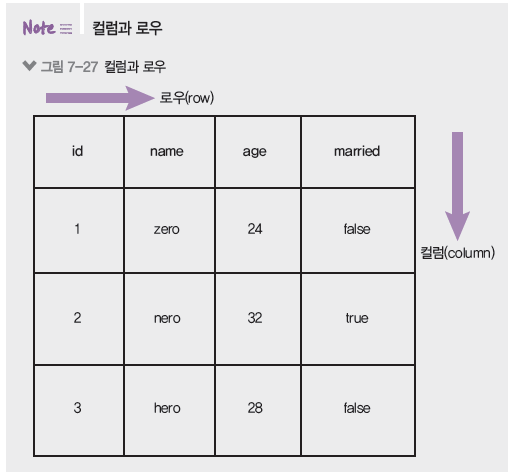 Note 컬럼과 로우
그림 7-27 컬럼과 로우
로우(row)
id name age married
1 zero 24 false
컬럼(column)
2 nero 32 true
3 hero 28 false